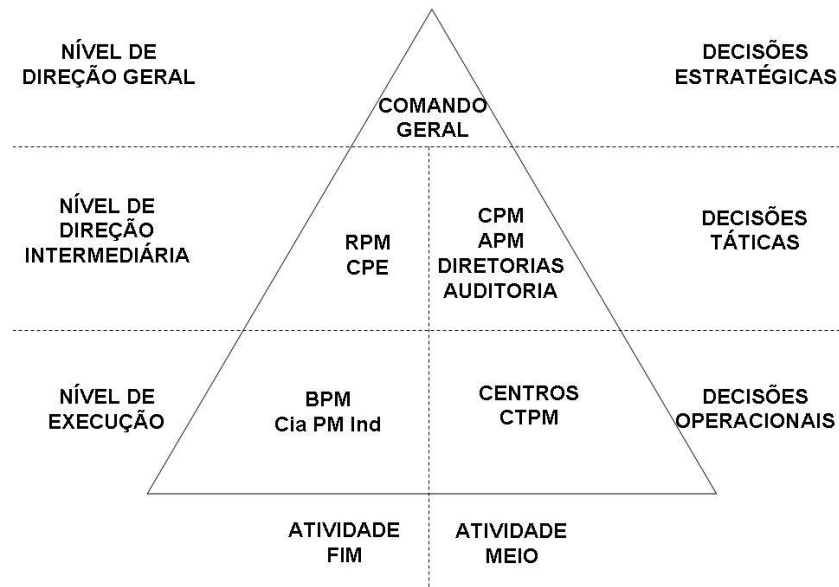 NÍVEL DE
DIREÇÃO GERAL
COMANDO
GERAL
DECISÕES
ESTRATÉGICAS
NÍVEL DE
DIREÇÃO
INTERMEDIÁRIA
RPM
CPE
CPM
APM
DIRETORIAS
AUDITORIA
DECISÕES
TÁTICAS
NÍVEL DE
EXECUÇÃO
BPM
Cia PM Ind
CENTROS
CTPM
DECISÕES
OPERACIONAIS
ATIVIDADE
FIM
ATIVIDADE
MEIO